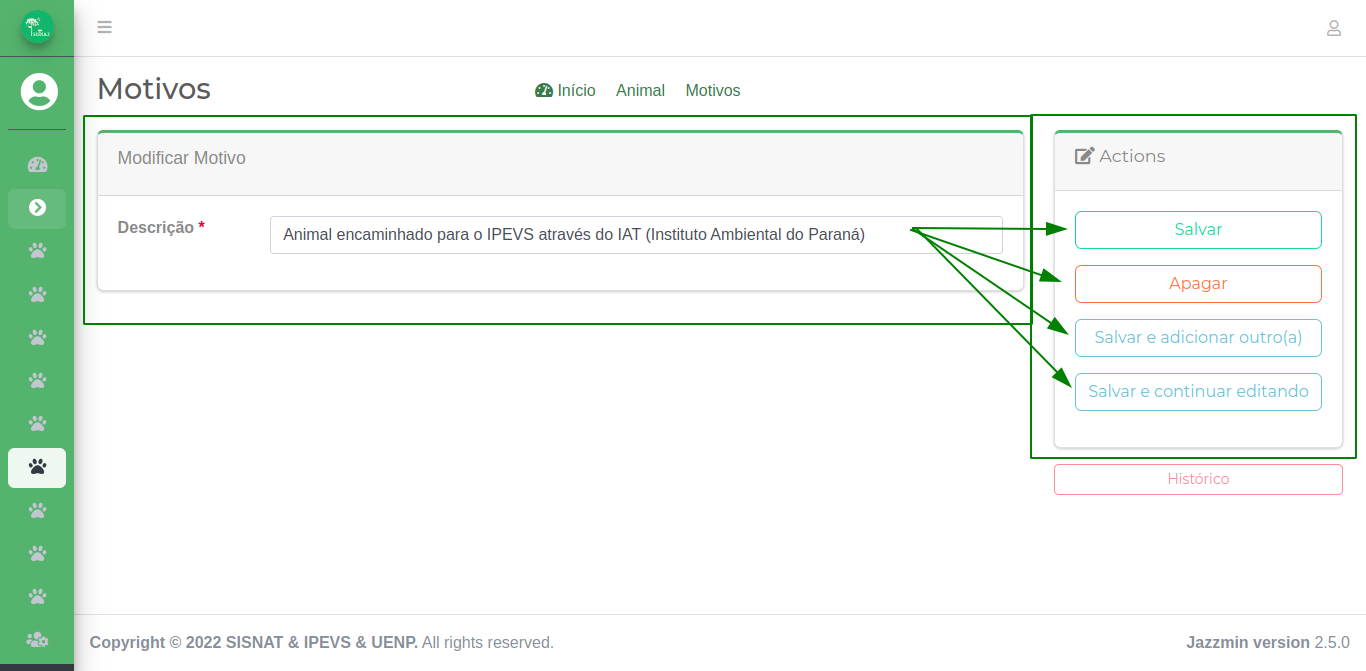 SISNAT
Motivos
Início Animal Motivos
Modificar Motivo
Descrição *
Animal encaminhado para o IPEVS através do IAT (Instituto Ambiental do Paraná)
Actions
Salvar
Apagar
Salvar e adicionar outro(a)
Salvar e continuar editando
Histórico
Copyright © 2022 SISNAT & IPEVS & UENP. All rights reserved.
Jazzmin version 2.5.0